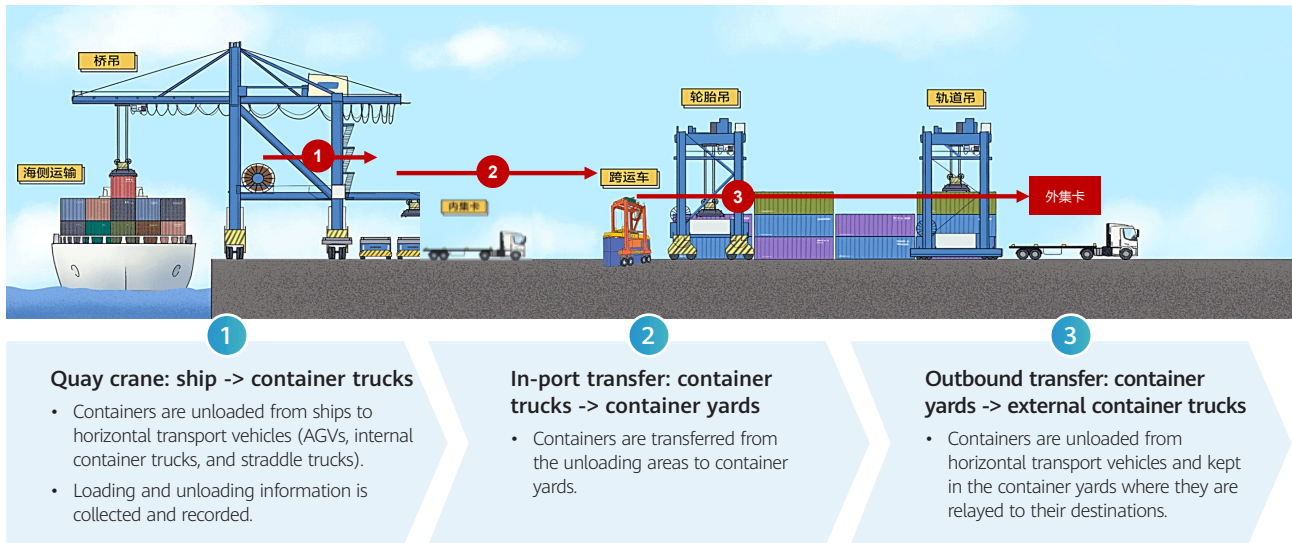 桥吊
轮胎吊
轨道吊
海侧运输
1
2
跨运车
3
外集卡
内集卡
1
2
3
Quay crane: ship -> container trucks
• Containers are unloaded from ships to
horizontal transport vehicles (AGVs, internal
container trucks, and straddle trucks).
• Loading and unloading information is
collected and recorded.
In-port transfer: container
trucks -> container yards
• Containers are transferred from
the unloading areas to container
yards.
Outbound transfer: container
yards -> external container trucks
• Containers are unloaded from
horizontal transport vehicles and kept
in the container yards where they are
relayed to their destinations.